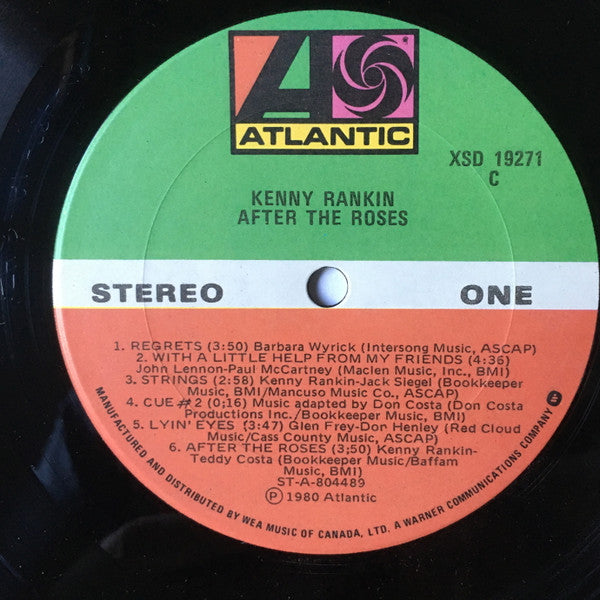 ATLANTIC
XSD 19271
C
KENNY RANKIN
AFTER THE ROSES
STEREO
ONE
1. REGRETS (3:50) Barbara Wyrick (Intersong Music, ASCAP)
2. WITH A LITTLE HELP FROM MY FRIENDS (4:36)
John Lennon-Paul McCartney (Maclen Music, Inc., BMI)
3. STRINGS (2:58) Kenny Rankin-Jack Siegel (Bookkeeper
Music, BMI/Mancuso Music Co., ASCAP)
4. CUE #2 (0:16) Music adapted by Don Costa (Don Costa
Productions Inc./Bookkeeper Music, BMI)
5. LYIN' EYES (3:47) Glen Frey-Dor Henley (Red Cloud
Music/Cass County Music, ASCAP)
6. AFTER THE ROSES (3;50) Kenny Rankin-
Teddy Costa (Bookkeeper Music/Baffam
Music, BMI)
ST-A-804489
Ⓟ 1980 Atlantic
MANUFACTURED AND DISTRIBUTED BY WEA MUSIC OF CANADA, LTD. A WARNER COMMUNICATIONS COMPANY